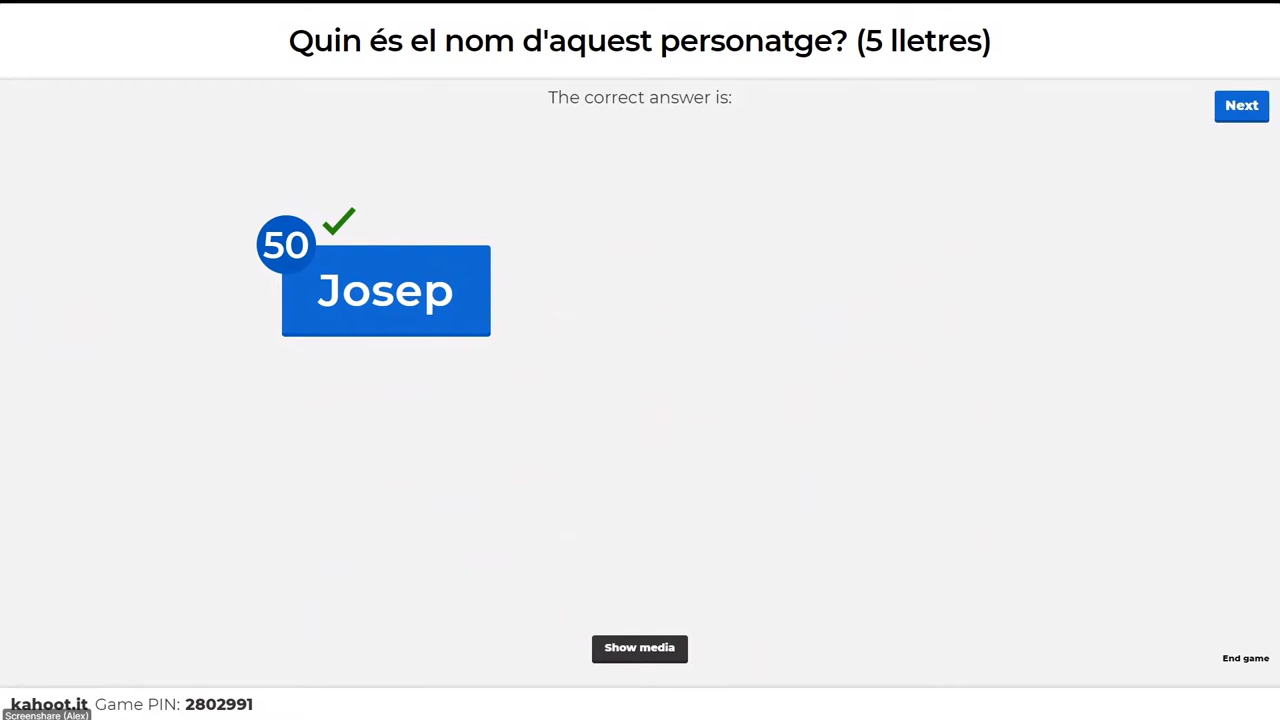 Quin és el nom d'aquest personatge? (5 lletres)
The correct answer is:
Next
50
Josep
Show media
End game
kahoot.it Game PIN: 2802991
Screenshare (Alex)